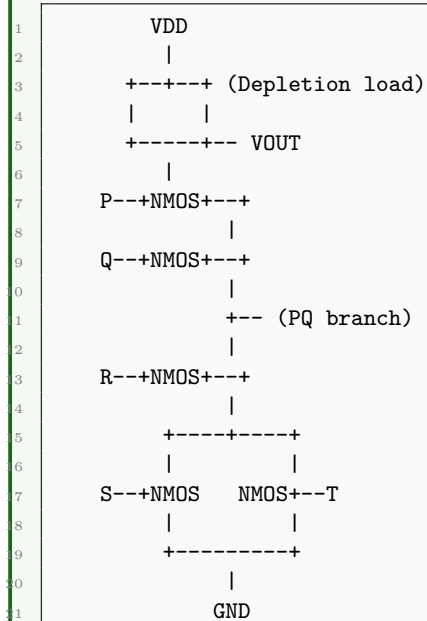 1 VDD
2 |
3 +--+--+ (Depletion load)
4 | |
5 +-----+-- VOUT
6 |
7 P--+NMOS+--+
8 |
9 Q--+NMOS+--+
10 |
11 +-- (PQ branch)
12 |
13 R--+NMOS+--+
14 |
15 +----+----+
16 | |
17 S--+NMOS NMOS+--T
18 | |
19 +---------+
20 |
21 GND